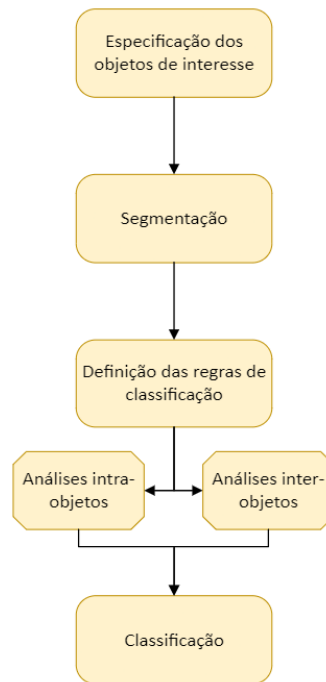 Especificação dos
objetos de interesse
Segmentação
Definição das regras de
classificação
Análises intra-
objetos
Análises inter-
objetos
Classificação